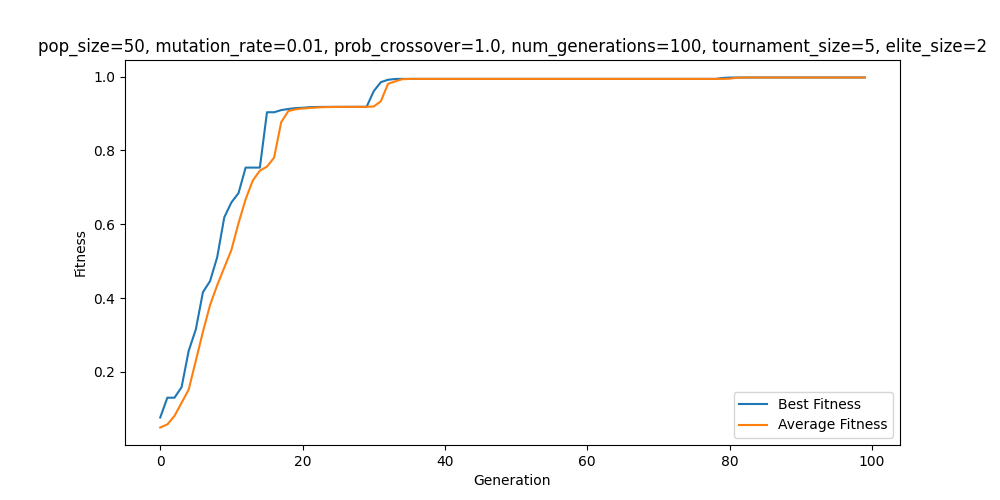 pop_size=50, mutation_rate=0.01, prob_crossover=1.0, num_generations=100, tournament_size=5, elite_size=2
1.0
0.8
0.6
0.4
0.2
Fitness
Best Fitness
Average Fitness
0 20 40 60 80 100
Generation